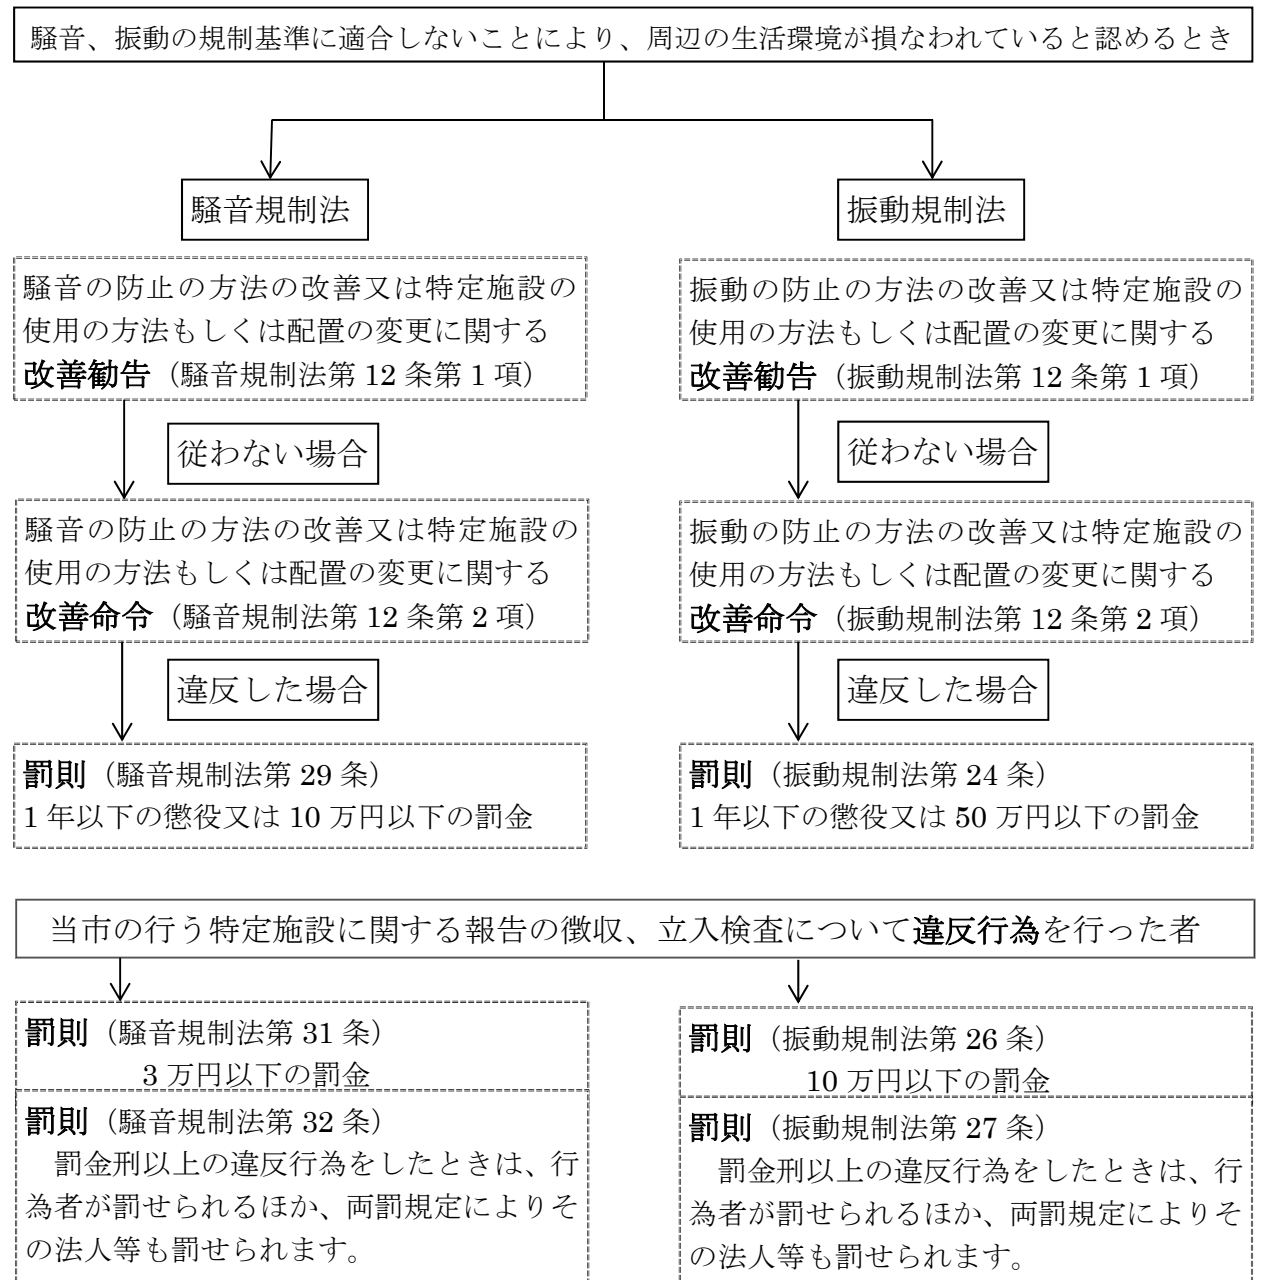 騒音、振動の規制基準に適合しないことにより、周辺の生活環境が損なわれていると認めるとき
騒音規制法
騒音の防止の方法の改善又は特定施設の
使用の方法もしくは配置の変更に関する
改善勧告（騒音規制法第 12 条第 1 項）
従わない場合
騒音の防止の方法の改善又は特定施設の
使用の方法もしくは配置の変更に関する
改善命令（騒音規制法第 12 条第 2 項）
違反した場合
罰則（騒音規制法第 29 条）
1 年以下の懲役又は 10 万円以下の罰金
振動規制法
振動の防止の方法の改善又は特定施設の
使用の方法もしくは配置の変更に関する
改善勧告（振動規制法第 12 条第 1 項）
従わない場合
振動の防止の方法の改善又は特定施設の
使用の方法もしくは配置の変更に関する
改善命令（振動規制法第 12 条第 2 項）
違反した場合
罰則（振動規制法第 24 条）
1 年以下の懲役又は 50 万円以下の罰金
当市の行う特定施設に関する報告の徴収、立入検査について違反行為を行った者
罰則（騒音規制法第 31 条）
3 万円以下の罰金
罰則（騒音規制法第 32 条）
罰金刑以上の違反行為をしたときは、行
為者が罰せられるほか、両罰規定によりそ
の法人等も罰せられます。
罰則（振動規制法第 26 条）
10 万円以下の罰金
罰則（振動規制法第 27 条）
罰金刑以上の違反行為をしたときは、行
為者が罰せられるほか、両罰規定によりそ
の法人等も罰せられます。